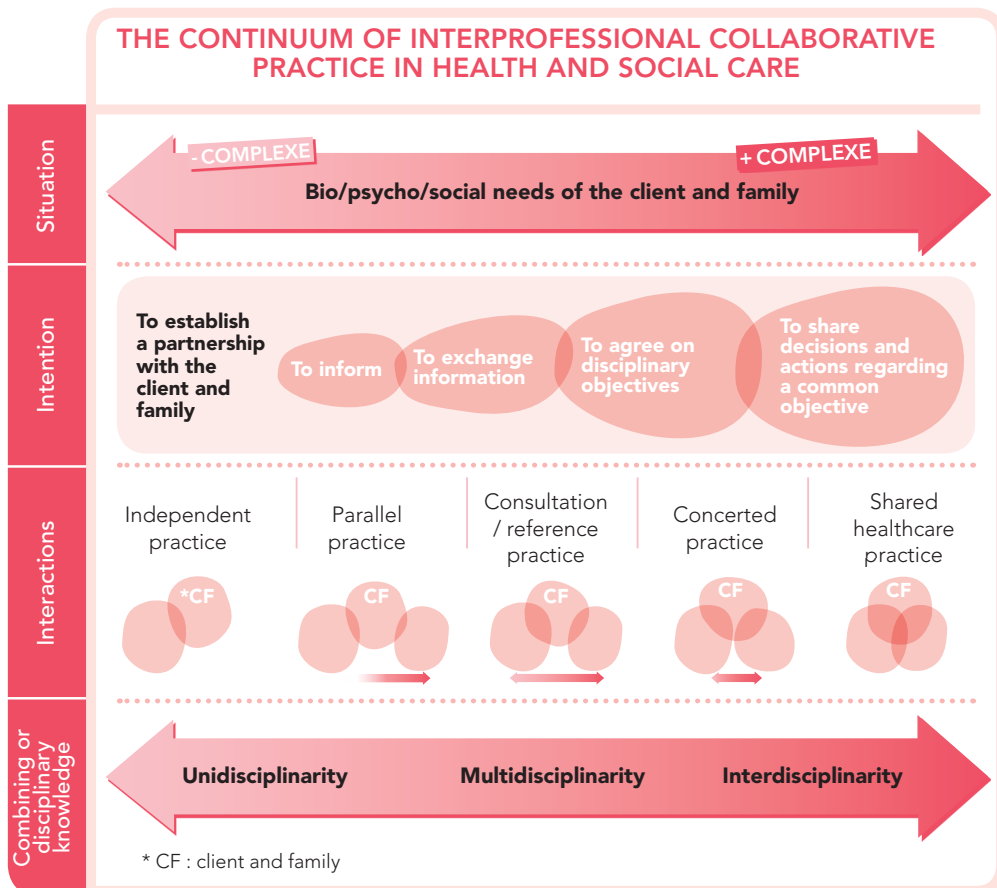 THE CONTINUUM OF INTERPROFESSIONAL COLLABORATIVE
PRACTICE IN HEALTH AND SOCIAL CARE
Situation
- COMPLEXE
+ COMPLEXE
Bio/psycho/social needs of the client and family
Intention
To establish
a partnership
with the
client and
family
To inform
To exchange
information
To agree on
disciplinary
objectives
To share
decisions and
actions regarding
a common
objective
Interactions
Independent
practice
Parallel
practice
Consultation
/ reference
practice
Concerted
practice
Shared
healthcare
practice
*CF
CF
CF
CF
CF
Combining or
disciplinary
knowledge
Unidisciplinarity
Multidisciplinarity
Interdisciplinarity
* CF : client and family